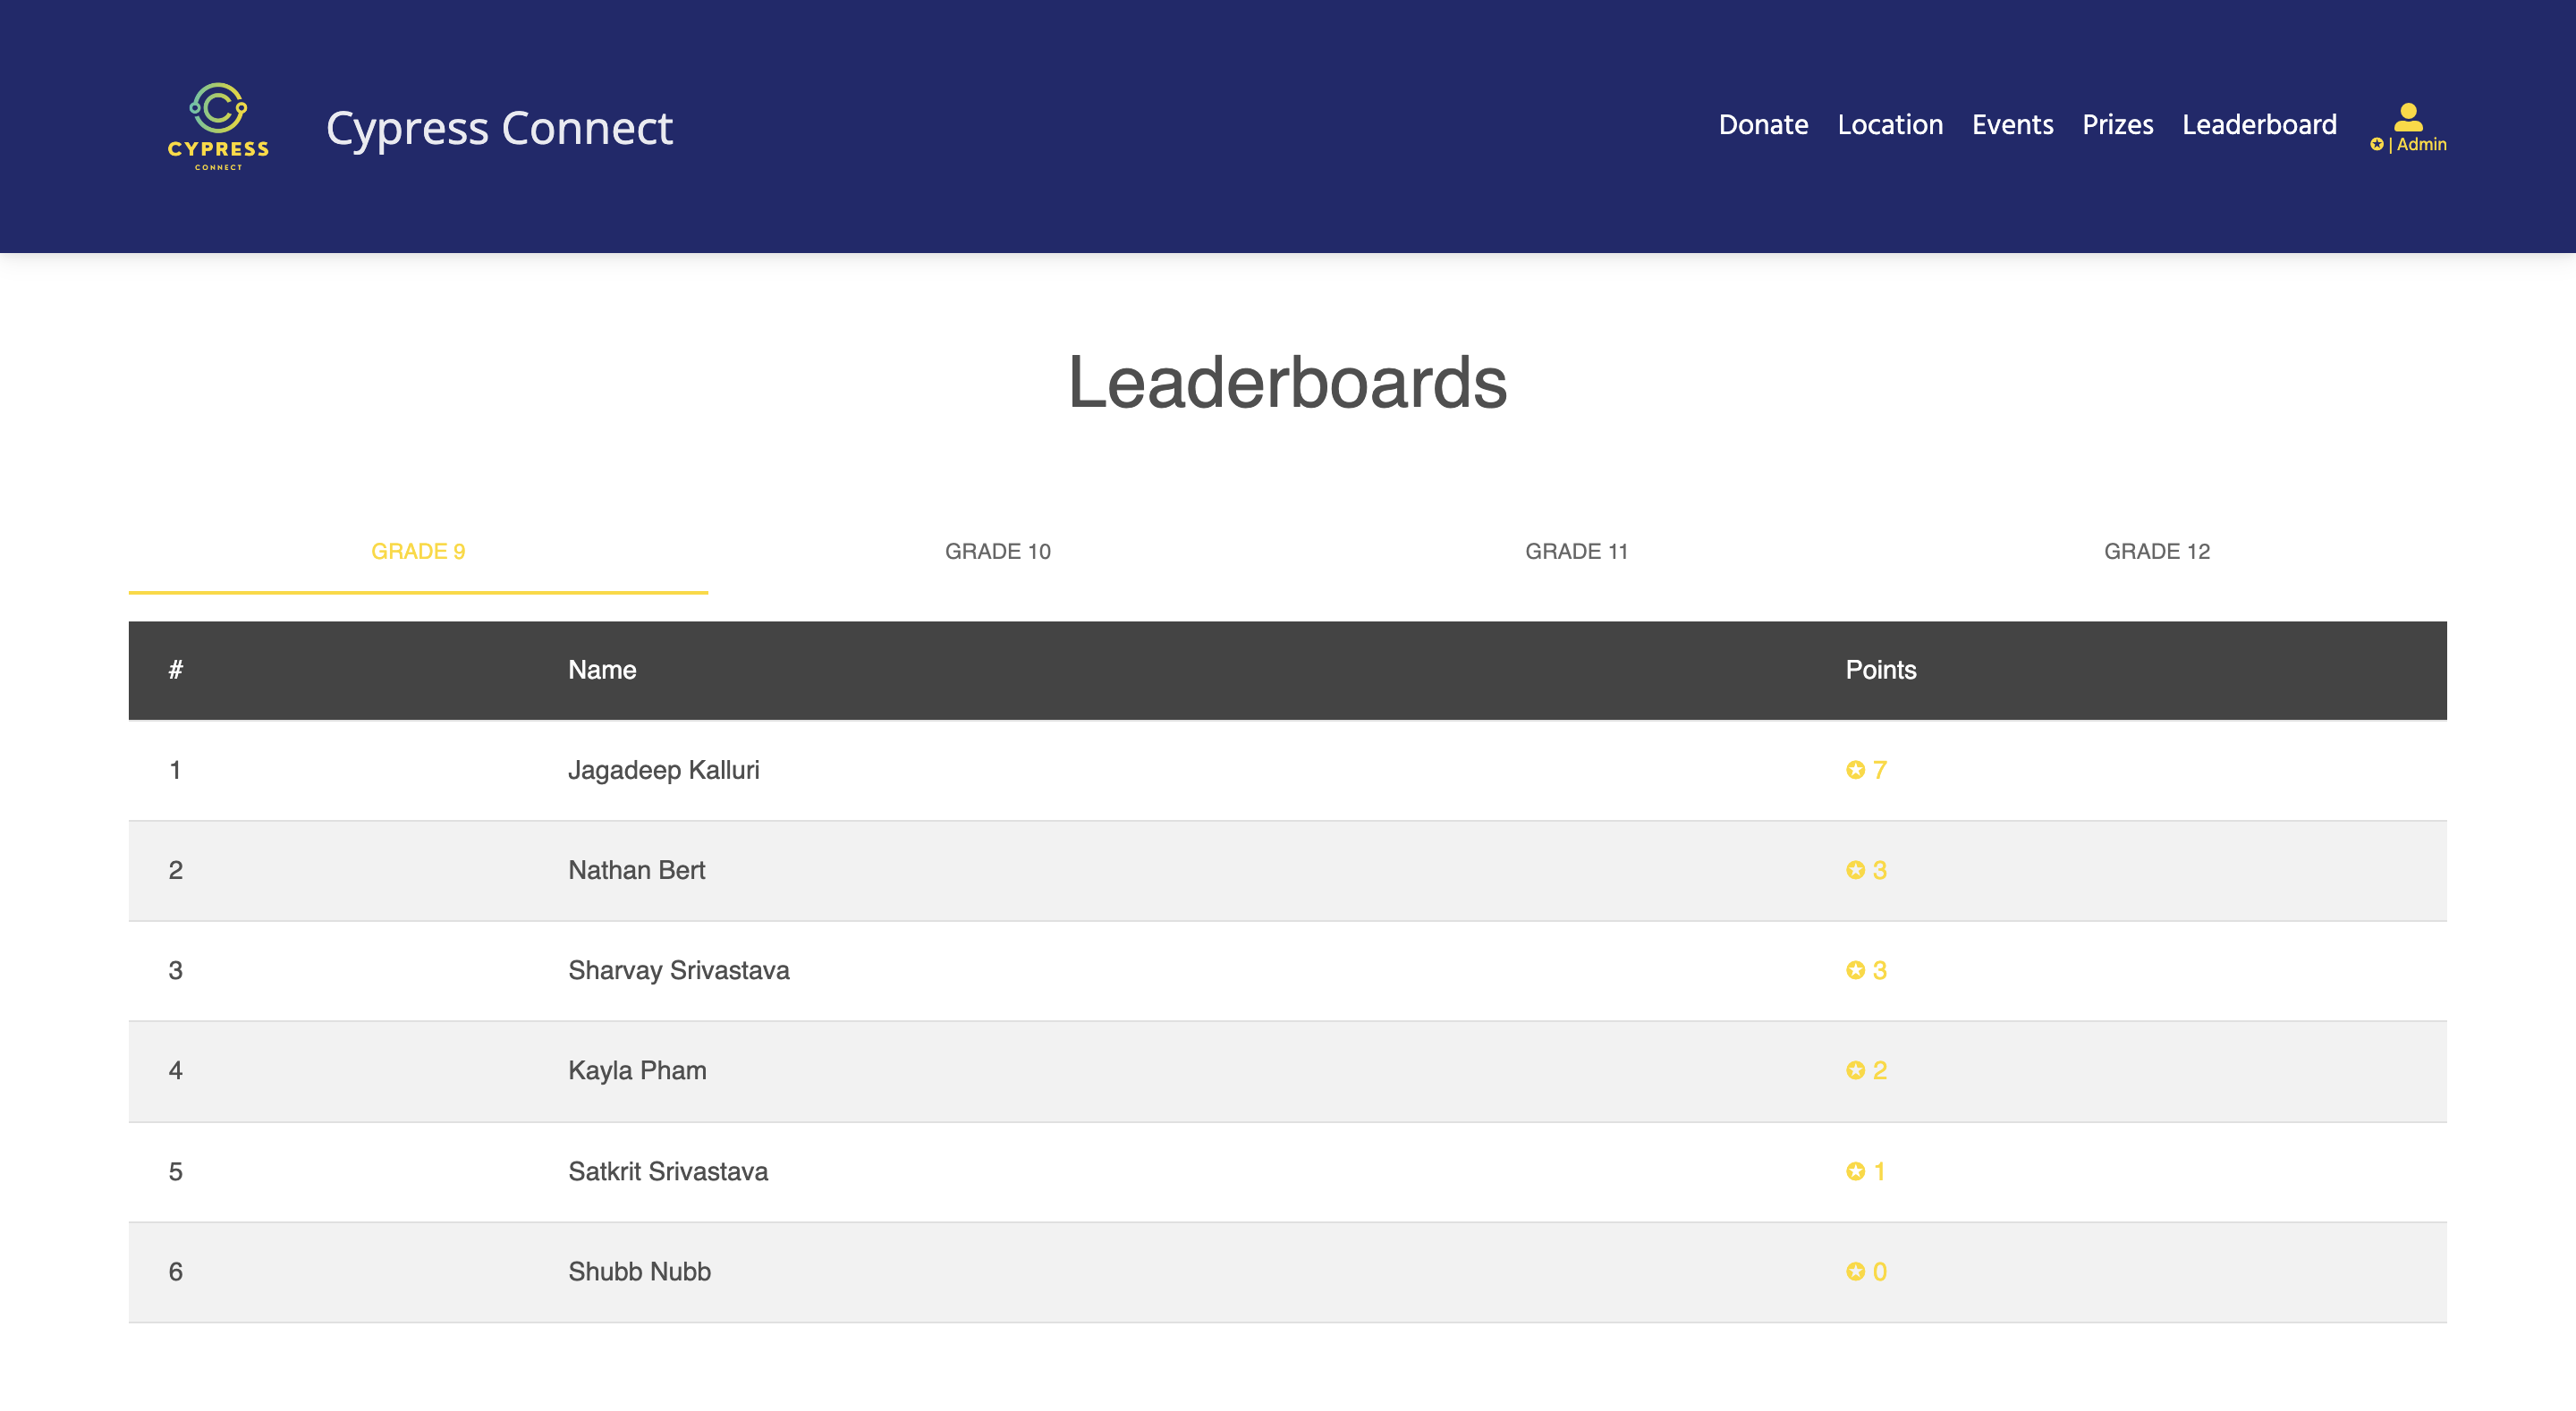 CYPRESS
CONNECT
Cypress Connect
Donate Location Events Prizes Leaderboard
| Admin
Leaderboards
GRADE 9 GRADE 10 GRADE 11 GRADE 12
# Name Points
1 Jagadeep Kalluri 7
2 Nathan Bert 3
3 Sharvay Srivastava 3
4 Kayla Pham 2
5 Satkrit Srivastava 1
6 Shubb Nubb 0